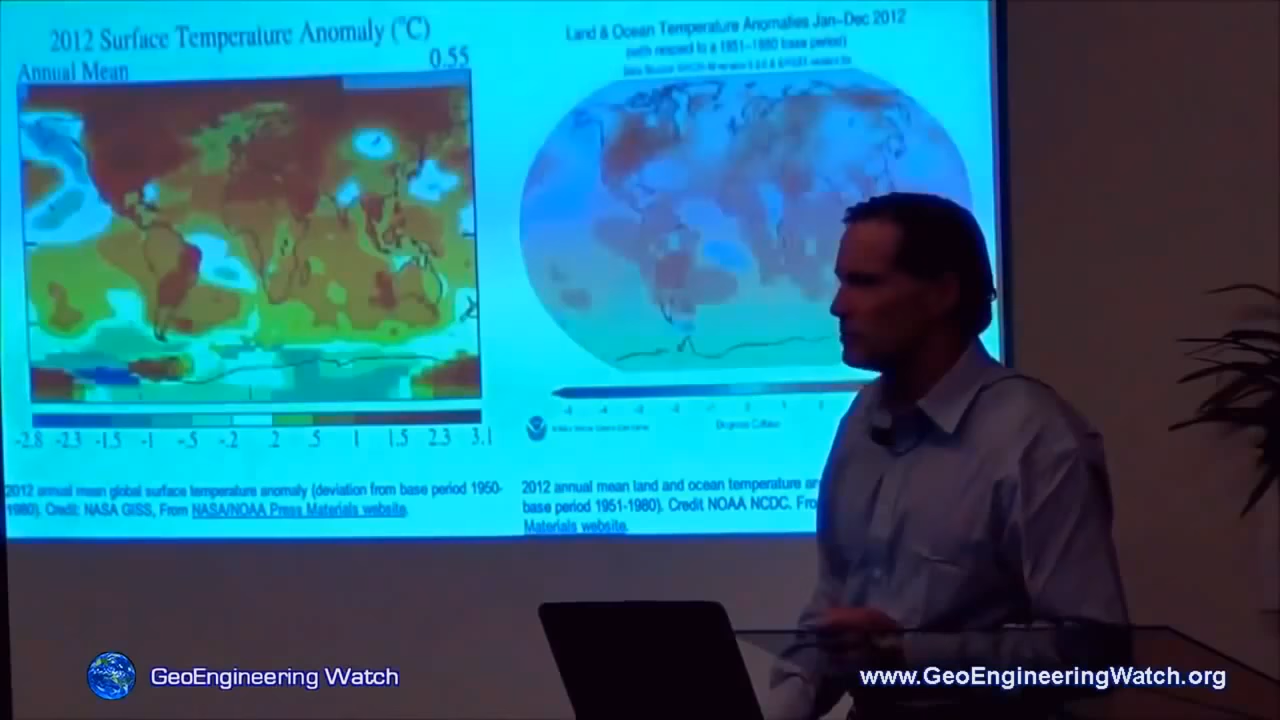 2012 Surface Temperature Anomaly (°C)
Annual Mean
0.55
-2.8 -2.3 -1.5 -1 -.5 -.2 .2 .5 1 1.5 2.3 3.1
2012 annual mean global surface temperature anomaly (deviation from base period 1950-
1980). Credit: NASA GISS, From NASA/NOAA Press Materials website.
Land & Ocean Temperature Anomalies Jan-Dec 2012
(with respect to a 1951-1980 base period)
Degrees Celsius
2012 annual mean land and ocean temperature an
base period 1951-1980). Credit NOAA NCDC. Fro
Materials website.
GeoEngineering Watch
www.GeoEngineeringWatch.org